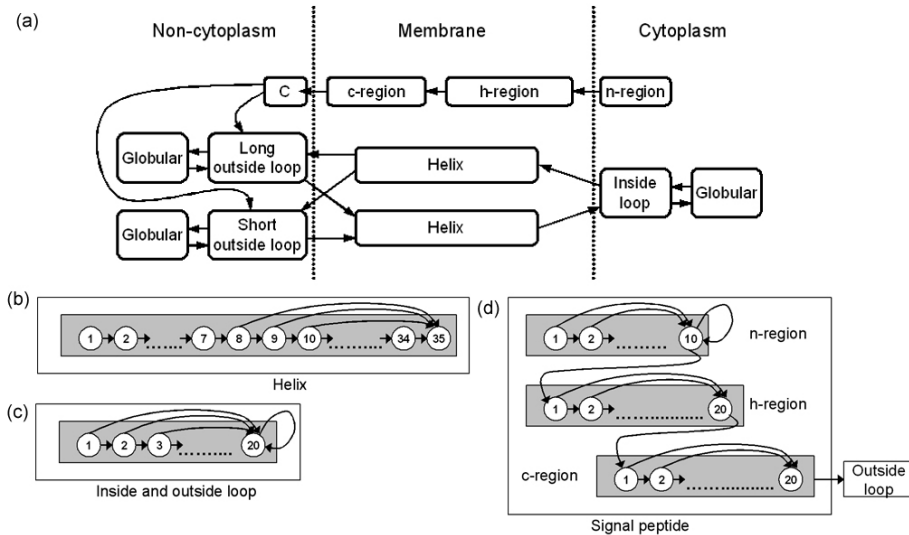 (a)
Non-cytoplasm
Membrane
Cytoplasm
C
c-region
h-region
n-region
Globular
Long
outside loop
Helix
Inside
loop
Globular
Globular
Short
outside loop
Helix
(b)
1 2 ....... 7 8 9 10 .......... 34 35
Helix
(c)
1 2 3 .......... 20
Inside and outside loop
(d)
1 2 ......... 10
n-region
1 2 ............... 20
h-region
c-region
1 2 ................ 20
Outside
loop
Signal peptide